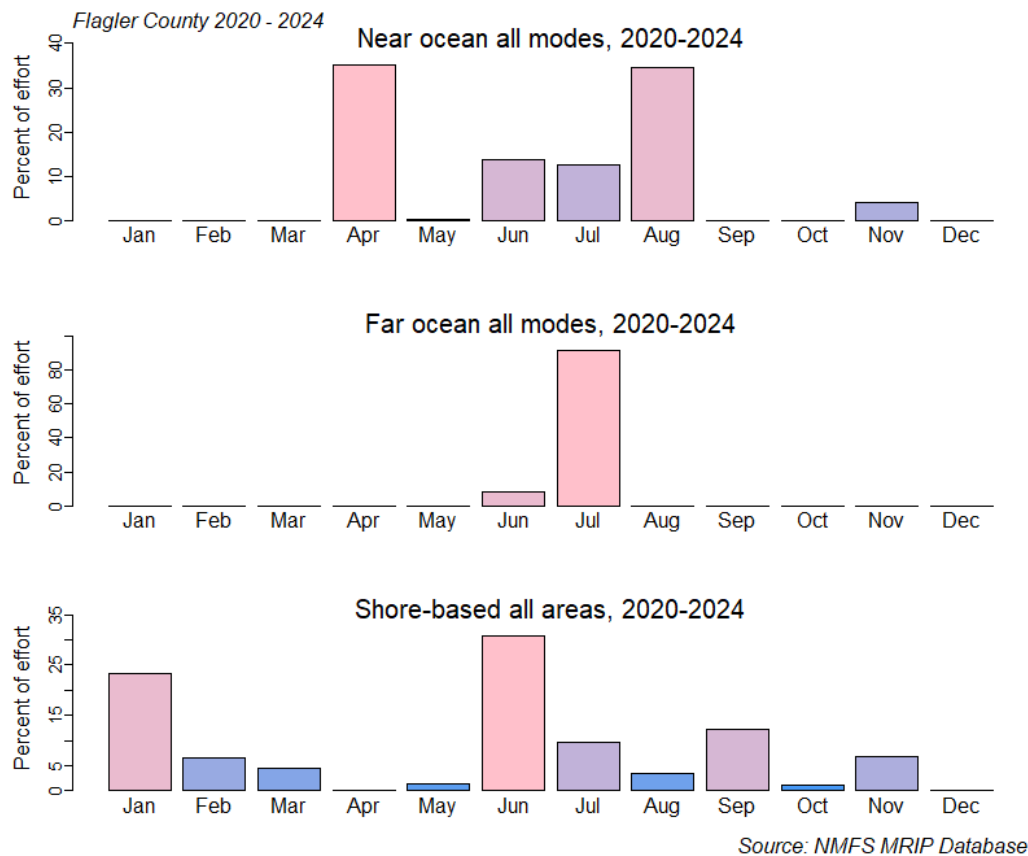 Flagler County 2020 - 2024
Near ocean all modes, 2020-2024
Percent of effort
40
30
20
10
0
Jan Feb Mar Apr May Jun Jul Aug Sep Oct Nov Dec
Far ocean all modes, 2020-2024
Percent of effort
80
60
40
20
0
Jan Feb Mar Apr May Jun Jul Aug Sep Oct Nov Dec
Shore-based all areas, 2020-2024
Percent of effort
35
25
15
5
0
Jan Feb Mar Apr May Jun Jul Aug Sep Oct Nov Dec
Source: NMFS MRIP Database